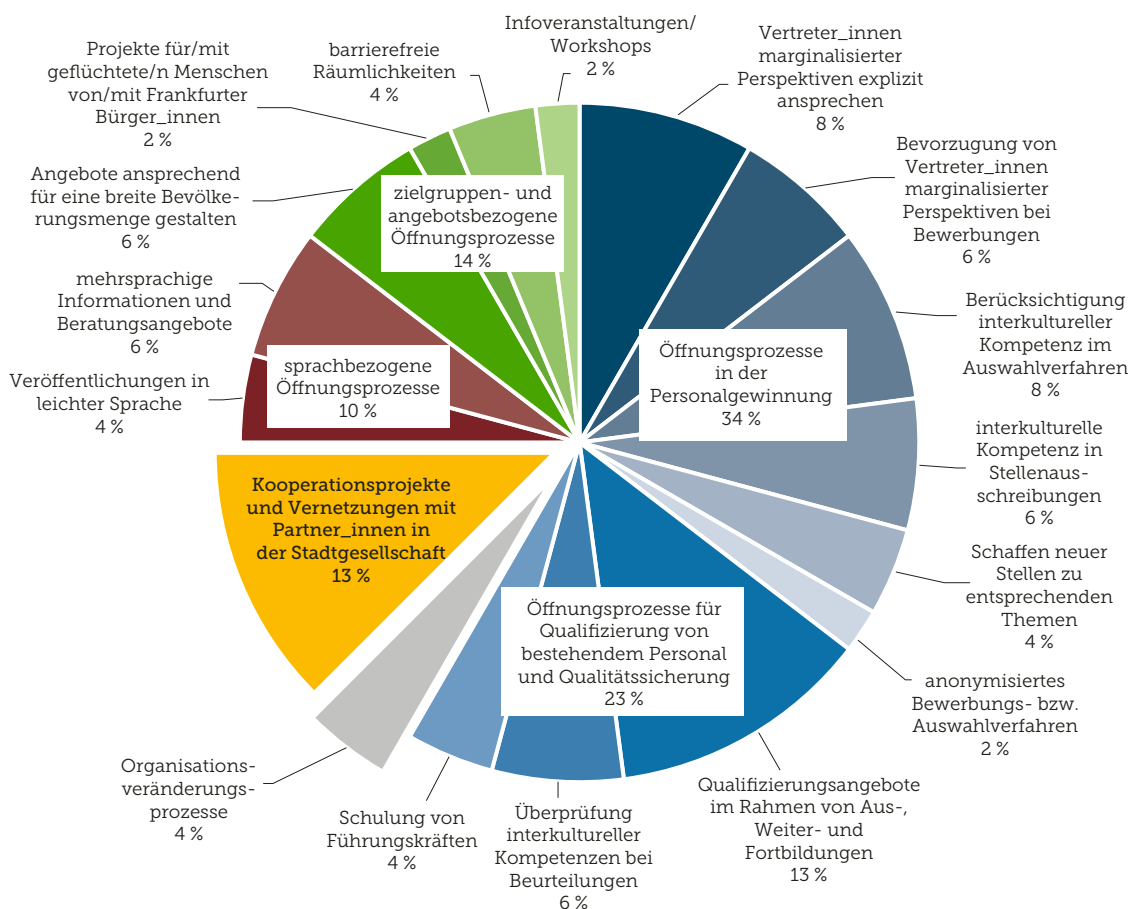 Infoveranstaltungen/
Workshops
2 %
Vertreter_innen
marginalisierter
Perspektiven explizit
ansprechen
8 %
Bevorzugung von
Vertreter_innen
marginalisierter
Perspektiven bei
Bewerbungen
6 %
Berücksichtigung
interkultureller
Kompetenz im
Auswahlverfahren
8 %
interkulturelle
Kompetenz in
Stellenaus-
schreibungen
6 %
Schaffen neuer
Stellen zu
entsprechenden
Themen
4 %
anonymisiertes
Bewerbungs- bzw.
Auswahlverfahren
2 %
Qualifizierungsangebote
im Rahmen von Aus-,
Weiter- und
Fortbildungen
13 %
Überprüfung
interkultureller
Kompetenzen bei
Beurteilungen
6 %
Schulung von
Führungskräften
4 %
Organisations-
veränderungs-
prozesse
4 %
Kooperationsprojekte
und Vernetzungen mit
Partner_innen in
der Stadtgesellschaft
13 %
Veröffentlichungen in
leichter Sprache
4 %
mehrsprachige
Informationen und
Beratungsangebote
6 %
Angebote ansprechend
für eine breite Bevölke-
rungsmenge gestalten
6 %
Projekte für/mit
geflüchtete/n Menschen
von/mit Frankfurter
Bürger_innen
2 %
barrierefreie
Räumlichkeiten
4 %
zielgruppen- und
angebotsbezogene
Öffnungsprozesse
14 %
Öffnungsprozesse
in der
Personalgewinnung
34 %
sprachbezogene
Öffnungsprozesse
10 %
Öffnungsprozesse für
Qualifizierung von
bestehendem Personal
und Qualitätssicherung
23 %